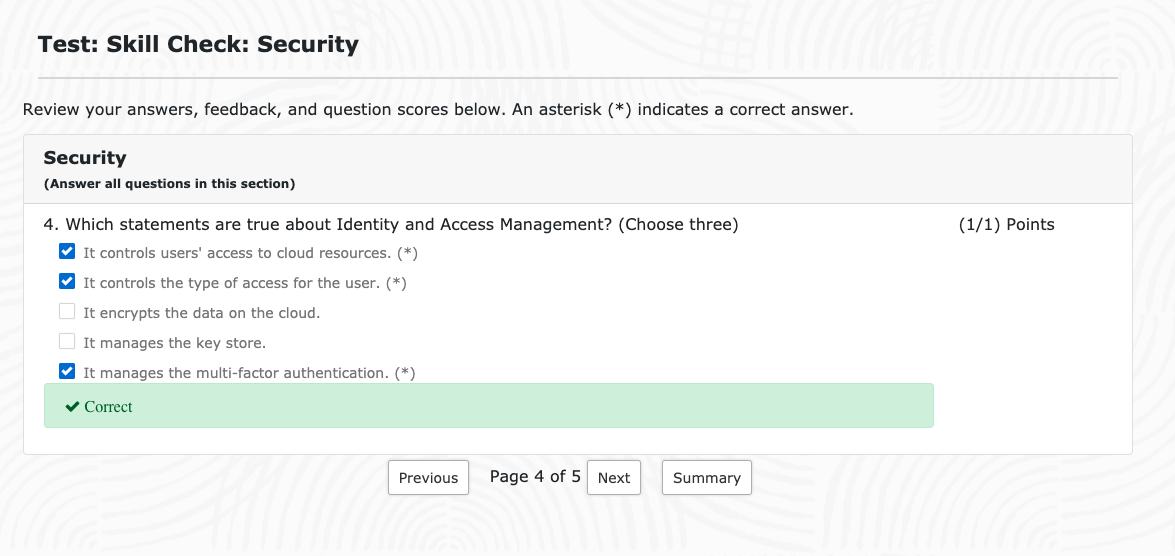 Test: Skill Check: Security
Review your answers, feedback, and question scores below. An asterisk (*) indicates a correct answer.
Security
(Answer all questions in this section)
4. Which statements are true about Identity and Access Management? (Choose three) (1/1) Points
It controls users' access to cloud resources. (*)
It controls the type of access for the user. (*)
It encrypts the data on the cloud.
It manages the key store.
It manages the multi-factor authentication. (*)
Correct
Previous Page 4 of 5 Next Summary